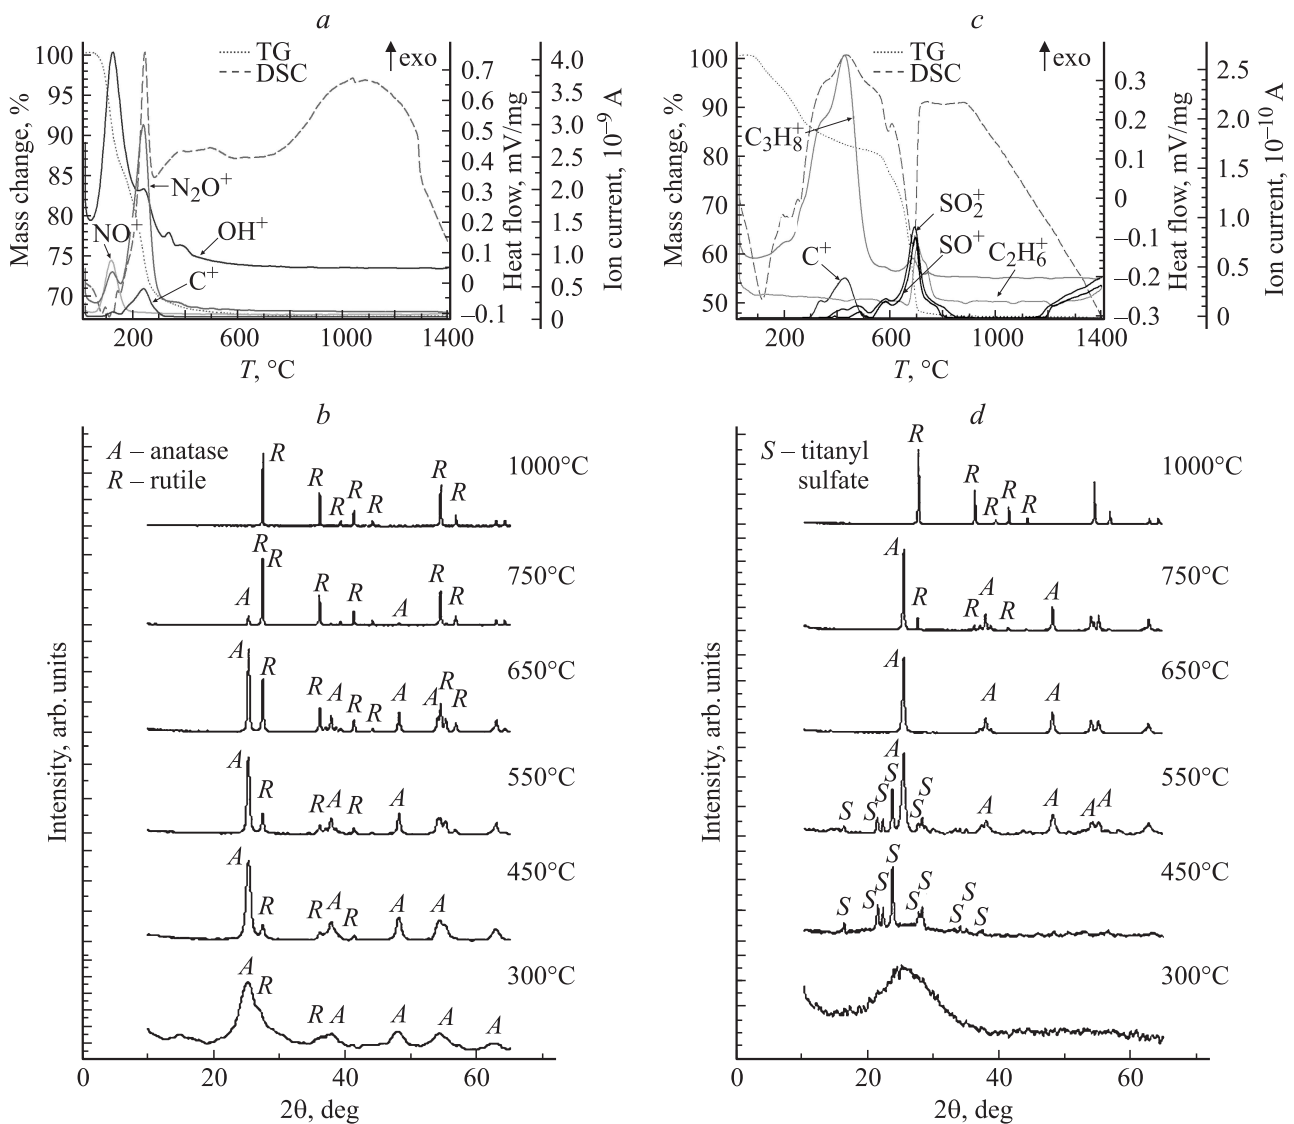 a
TG
DSC
exo
100
95
90
85
80
75
70
Mass change, %
N2O+
NO+
OH+
C+
0.7
0.6
0.5
0.4
0.3
0.2
0.1
0
–0.1
Heat flow, mV/mg
4.0
3.5
3.0
2.5
2.0
1.5
1.0
0.5
0
Ion current, 10–9 A
200
600
1000
1400
T, °C
c
TG
DSC
exo
100
90
80
70
60
50
Mass change, %
C3H8+
SO2+
SO+
C+
C2H6+
0.3
0.2
0.1
0
–0.1
–0.2
–0.3
Heat flow, mV/mg
2.5
2.0
1.5
1.0
0.5
0
Ion current, 10–10 A
200
600
1000
1400
T, °C
b
A – anatase
R – rutile
R
R
R
R
R
R
R
1000°C
R
R
A
R
R
A
R
R
750°C
A
R
R
A
R
R
A
A
R
R
650°C
A
R
R
A
R
A
550°C
A
R
R
A
R
A
A
450°C
A
R
R
A
A
A
A
300°C
Intensity, arb. units
0
20
40
60
2θ, deg
d
S – titanyl
sulfate
R
R
R
R
R
1000°C
A
R
R
A
R
A
750°C
A
A
A
650°C
S
S
S
S
A
S
S
A
A
A
A
550°C
S
S
S
S
S
S
S
S
S
450°C
300°C
Intensity, arb. units
0
20
40
60
2θ, deg